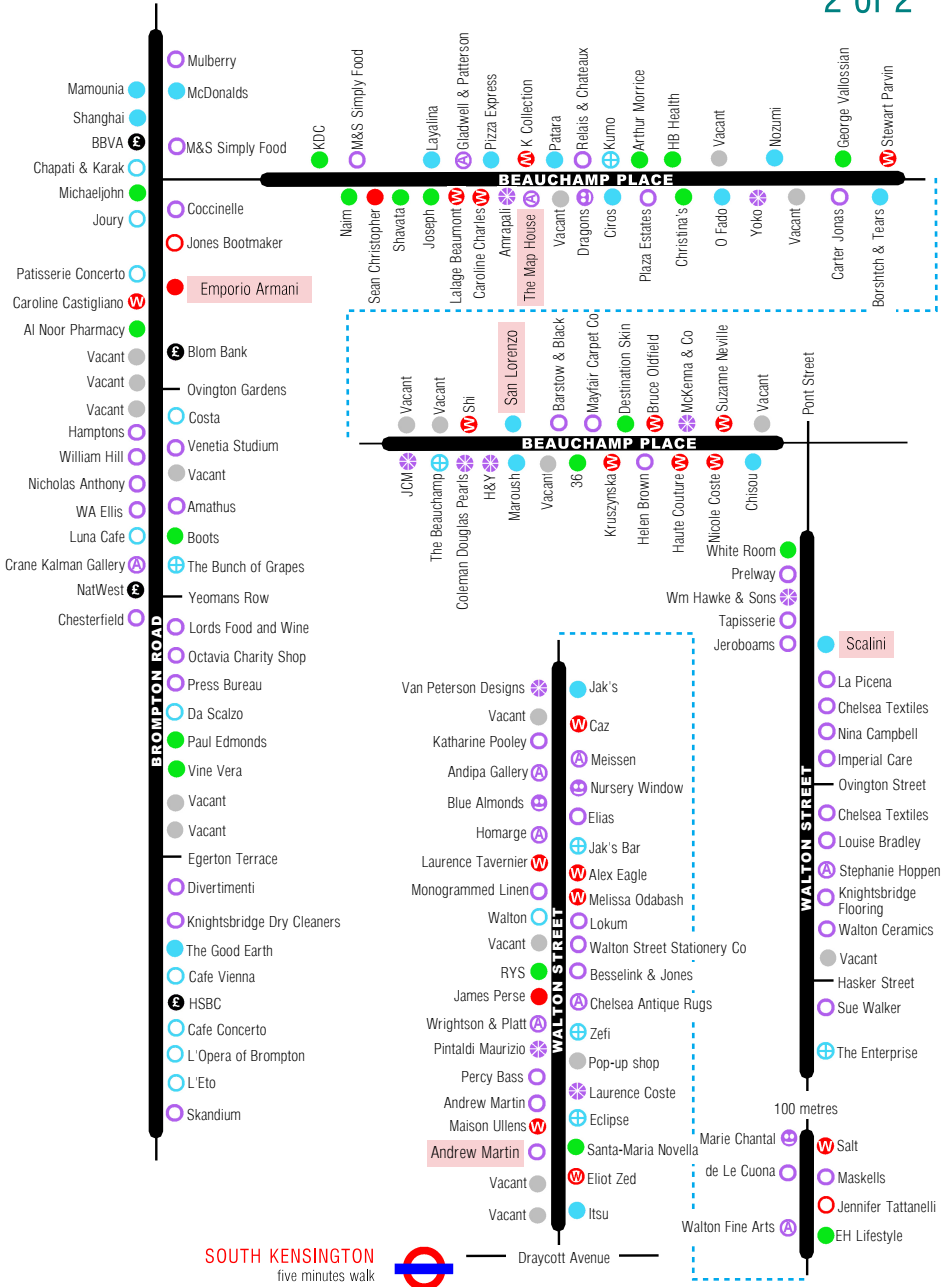 2 of 2
Mulberry
Mamounia
McDonalds
Shanghai
BBVA
£
M&S Simply Food
Chapati & Karak
Michaeljohn
Coccinelle
Joury
Jones Bootmaker
Patisserie Concerto
Emporio Armani
Caroline Castigliano
W
Al Noor Pharmacy
Vacant
£
Blom Bank
Vacant
Ovington Gardens
Vacant
Costa
Hamptons
Venetia Studium
William Hill
Vacant
Nicholas Anthony
Amathus
WA Ellis
Luna Cafe
Boots
Crane Kalman Gallery
A
The Bunch of Grapes
NatWest
£
Yeomans Row
Chesterfield
Lords Food and Wine
Octavia Charity Shop
Press Bureau
Da Scalzo
Paul Edmonds
Vine Vera
Vacant
Vacant
Egerton Terrace
Divertimenti
Knightsbridge Dry Cleaners
The Good Earth
Cafe Vienna
£
HSBC
Cafe Concerto
L'Opera of Brompton
L'Eto
Skandium
BROMPTON ROAD
KDC
M&S Simply Food
Layalina
Gladwell & Patterson
A
Pizza Express
K Collection
M
Patara
Relais & Chateaux
Kumo
Arthur Morrice
HB Health
Vacant
Nozumi
George Vallossian
Stewart Parvin
W
BEAUCHAMP PLACE
Naim
Sean Christopher
Shavata
Joseph
Lalage Beaumont
W
Caroline Charles
W
Amrapali
The Map House
A
Vacant
Dragons
Ciros
Plaza Estates
Christina's
O Fado
Yoko
Vacant
Carter Jonas
Borshtch & Tears
Vacant
Vacant
Shi
W
San Lorenzo
Barstow & Black
Mayfair Carpet Co
Destination Skin
Bruce Oldfield
W
McKenna & Co
Suzanne Neville
W
Vacant
BEAUCHAMP PLACE
JCM
The Beauchamp
Coleman Douglas Pearls
H&Y
Maroush
Vacant
36
Kruszynska
W
Helen Brown
Haute Couture
W
Nicole Coste
W
Chisou
Pont Street
White Room
Prelway
Wm Hawke & Sons
Tapisserie
Jeroboams
Scalini
La Picena
Chelsea Textiles
Nina Campbell
Imperial Care
Ovington Street
Chelsea Textiles
Louise Bradley
A
Stephanie Hoppen
Knightsbridge
Flooring
Walton Ceramics
Vacant
Hasker Street
Sue Walker
The Enterprise
WALTON STREET
100 metres
Marie Chantal
W
Salt
de Le Cuona
Maskells
Jennifer Tattanelli
Walton Fine Arts
A
EH Lifestyle
Van Peterson Designs
Jak's
Vacant
W
Caz
Katharine Pooley
A
Meissen
Andipa Gallery
A
Nursery Window
Blue Almonds
Elias
Homarge
A
Jak's Bar
Laurence Tavernier
W
W
Alex Eagle
Monogrammed Linen
W
Melissa Odabash
Walton
Lokum
Vacant
Walton Street Stationery Co
RYS
Besselink & Jones
James Perse
A
Chelsea Antique Rugs
Wrightson & Platt
A
Zefi
Pintaldi Maurizio
Pop-up shop
Percy Bass
Laurence Coste
Andrew Martin
Eclipse
Maison Ullens
W
Andrew Martin
Santa-Maria Novella
W
Eliot Zed
Vacant
Vacant
Itsu
WALTON STREET
Draycott Avenue
SOUTH KENSINGTON
five minutes walk